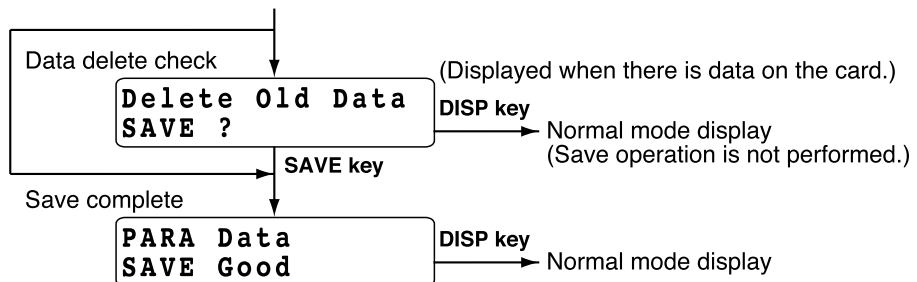 Data delete check
(Displayed when there is data on the card.)
Delete Old Data
SAVE ?
DISP key
Normal mode display
(Save operation is not performed.)
SAVE key
Save complete
PARA Data
SAVE Good
DISP key
Normal mode display